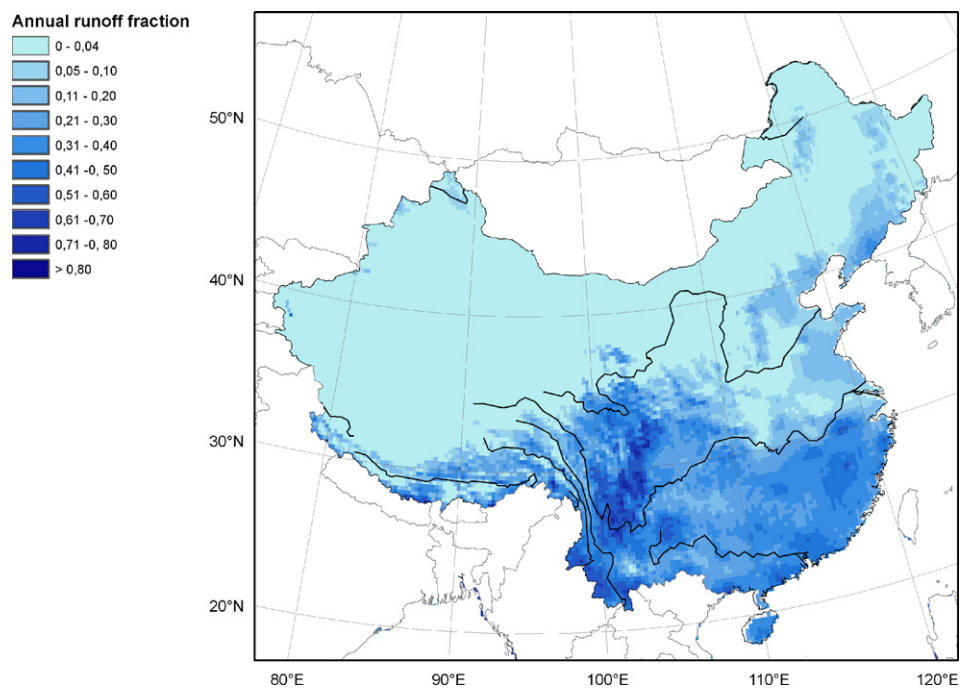 Annual runoff fraction
0 - 0,04
0,05 - 0,10
0,11 - 0,20
0,21 - 0,30
0,31 - 0,40
0,41 - 0,50
0,51 - 0,60
0,61 - 0,70
0,71 -0, 80
> 0,80
50°N
40°N
30°N
20°N
80°E
90°E
100°E
110°E
120°E